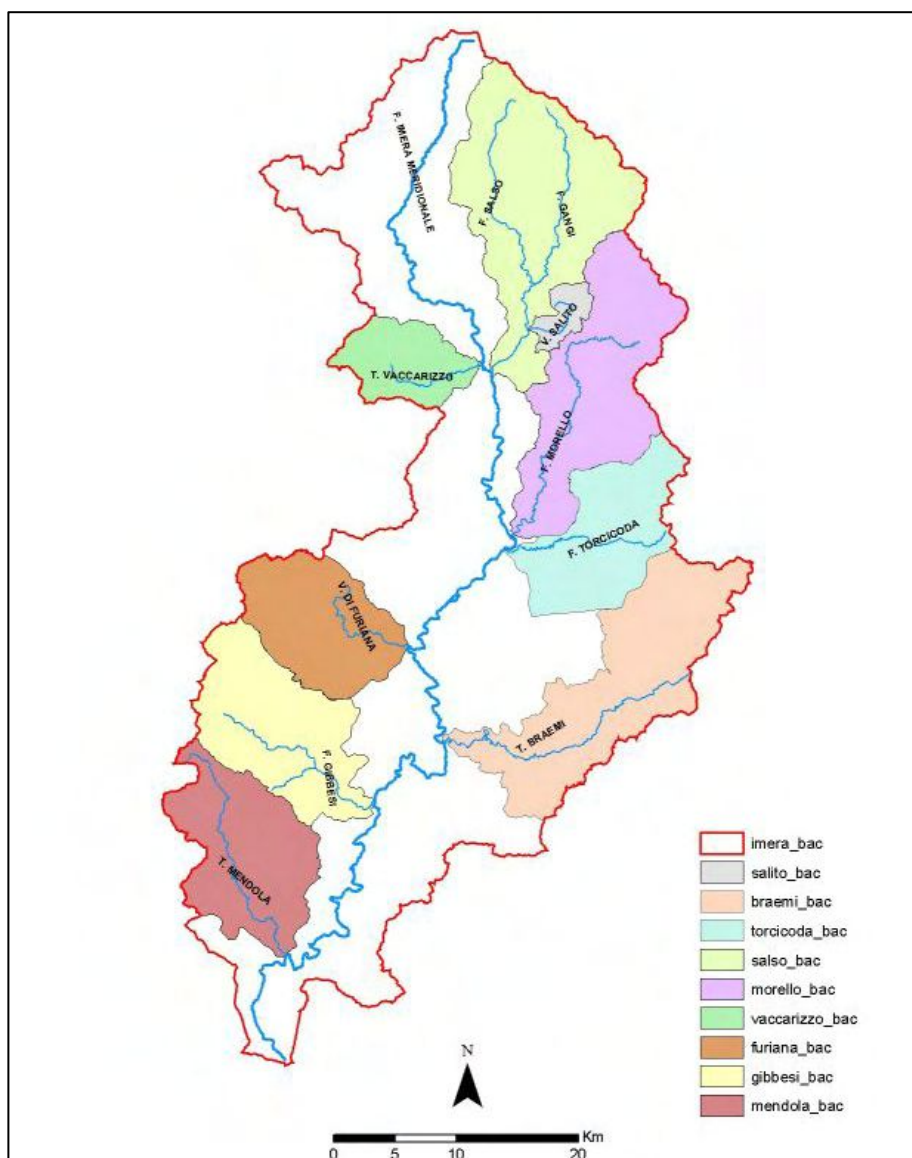 F. IMERA MERIDIONALE
F. SALSO
F. GANGI
V. SALITO
T. VACCARIZZO
F. MORELLO
F. TORCICODA
V. DI FURIANA
T. BRAEMI
F. GIBBESI
T. MENDOLA
imera_bac
salito_bac
braemi_bac
torcicoda_bac
salso_bac
morello_bac
vaccarizzo_bac
furiana_bac
gibbesi_bac
mendola_bac
N
Km
0 5 10 20